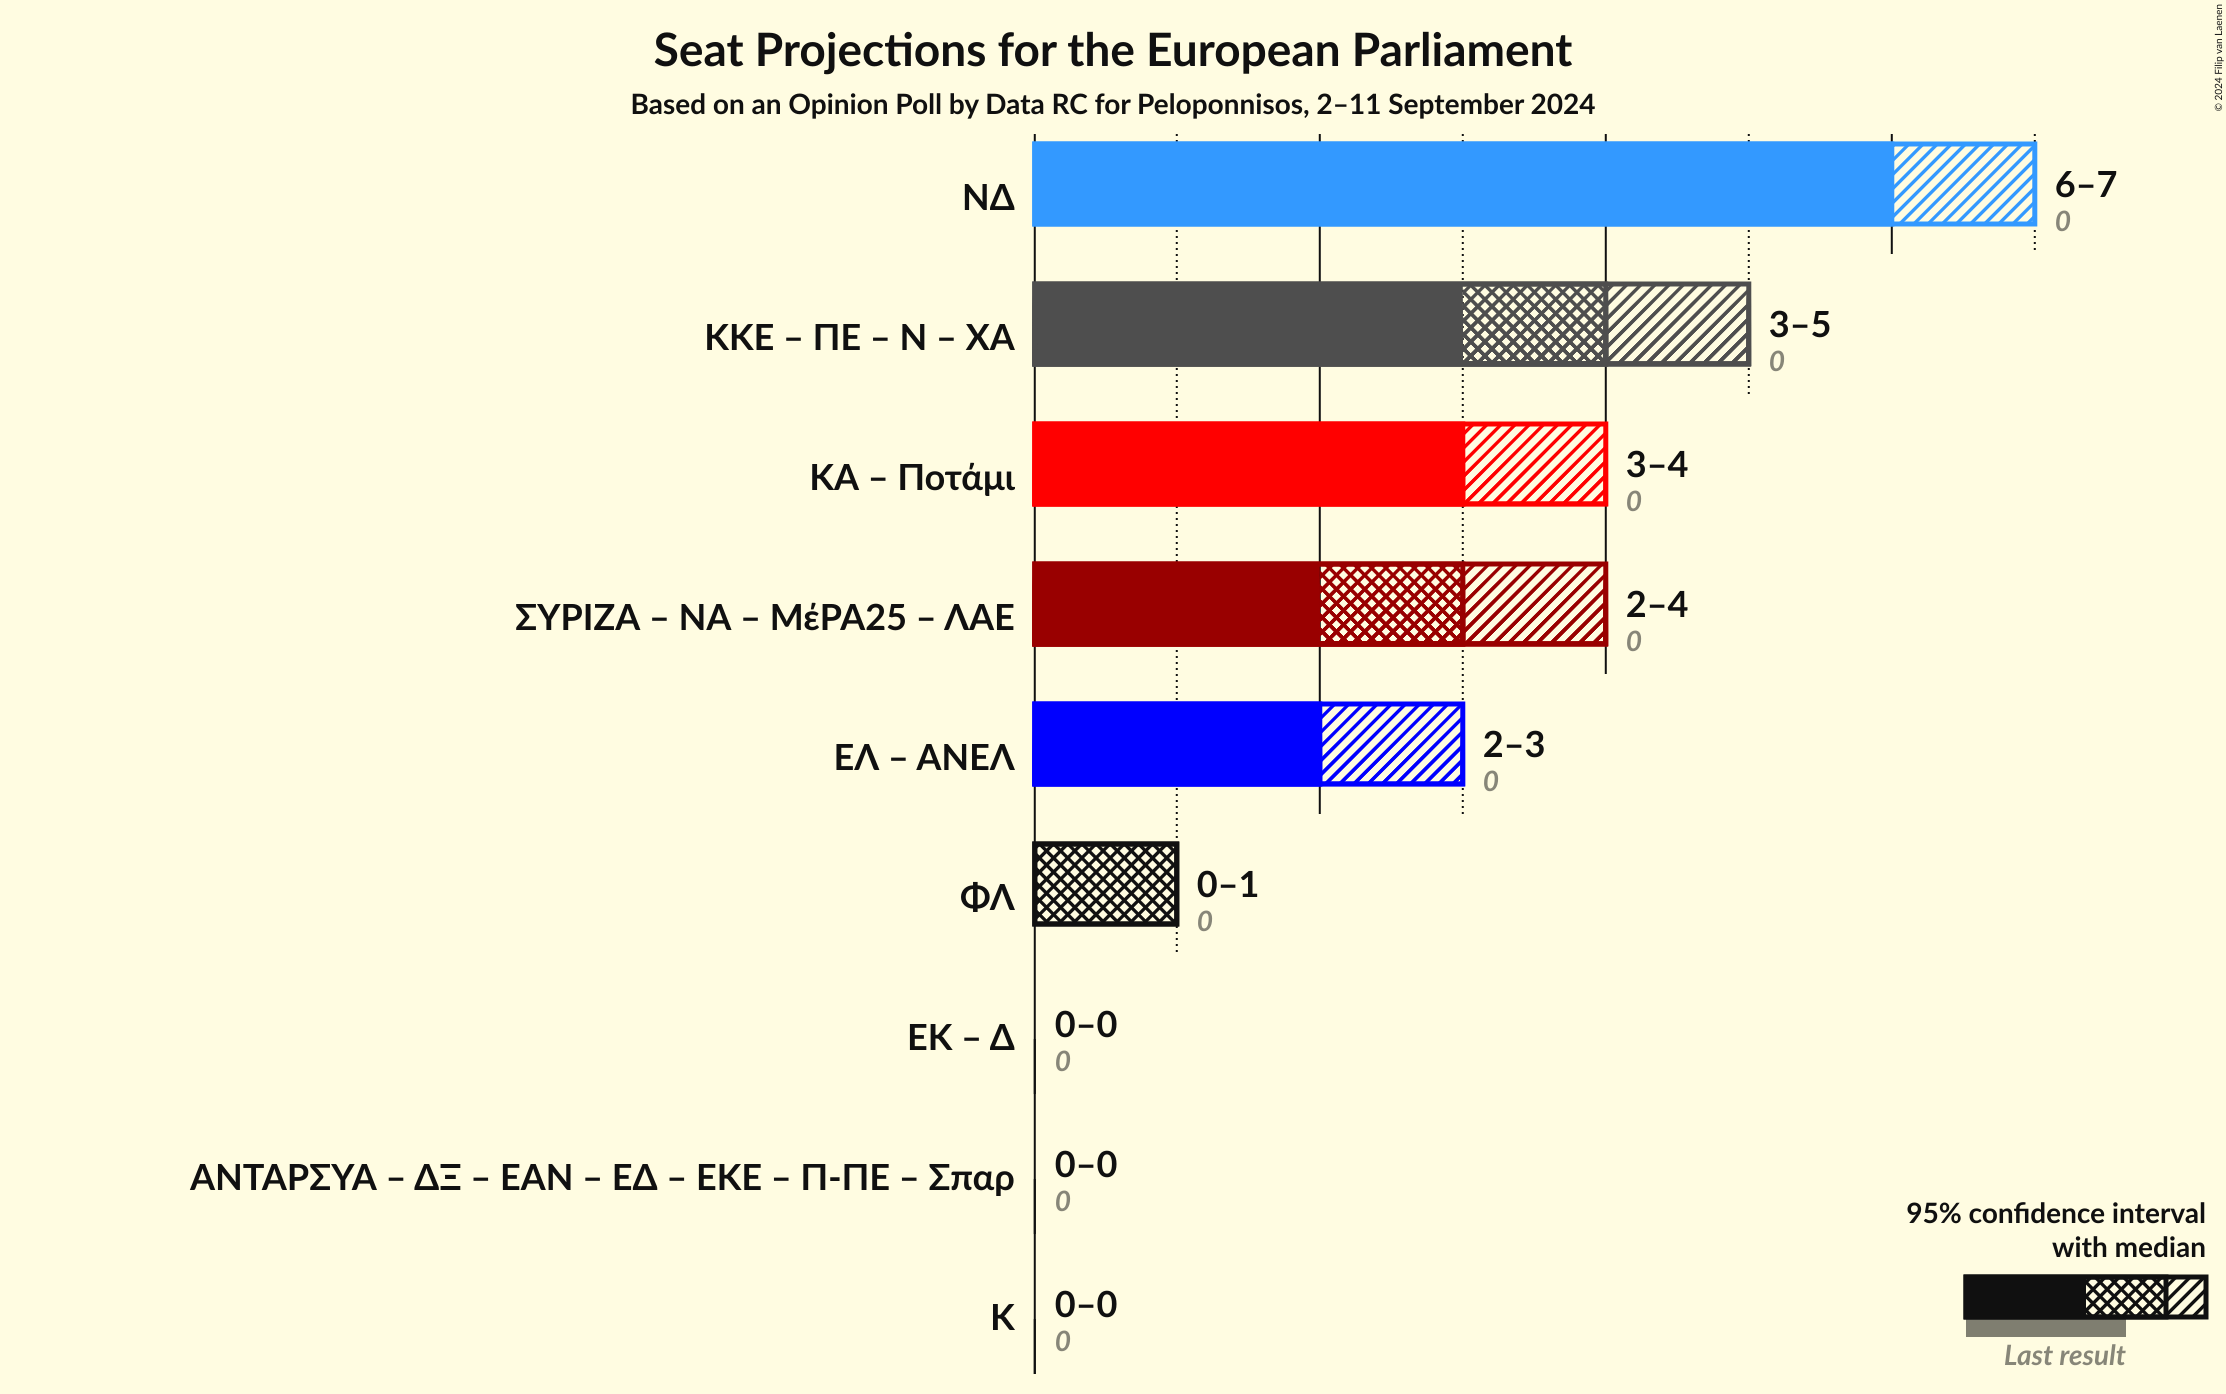 Seat Projections for the European Parliament
Based on an Opinion Poll by Data RC for Peloponnisos, 2–11 September 2024
© 2024 Filip van Laenen
ΝΔ
6–7
0
ΚΚΕ – ΠΕ – Ν – ΧΑ
3–5
0
ΚΑ – Ποτάμι
3–4
0
ΣΥΡΙΖΑ – ΝΑ – ΜέΡΑ25 – ΛΑΕ
2–4
0
ΕΛ – ΑΝΕΛ
2–3
0
ΦΛ
0–1
0
ΕΚ – Δ
0–0
0
ΑΝΤΑΡΣΥΑ – ΔΞ – ΕΑΝ – ΕΔ – ΕΚΕ – Π-ΠΕ – Σπαρ
0–0
0
Κ
0–0
0
95% confidence interval
with median
Last result